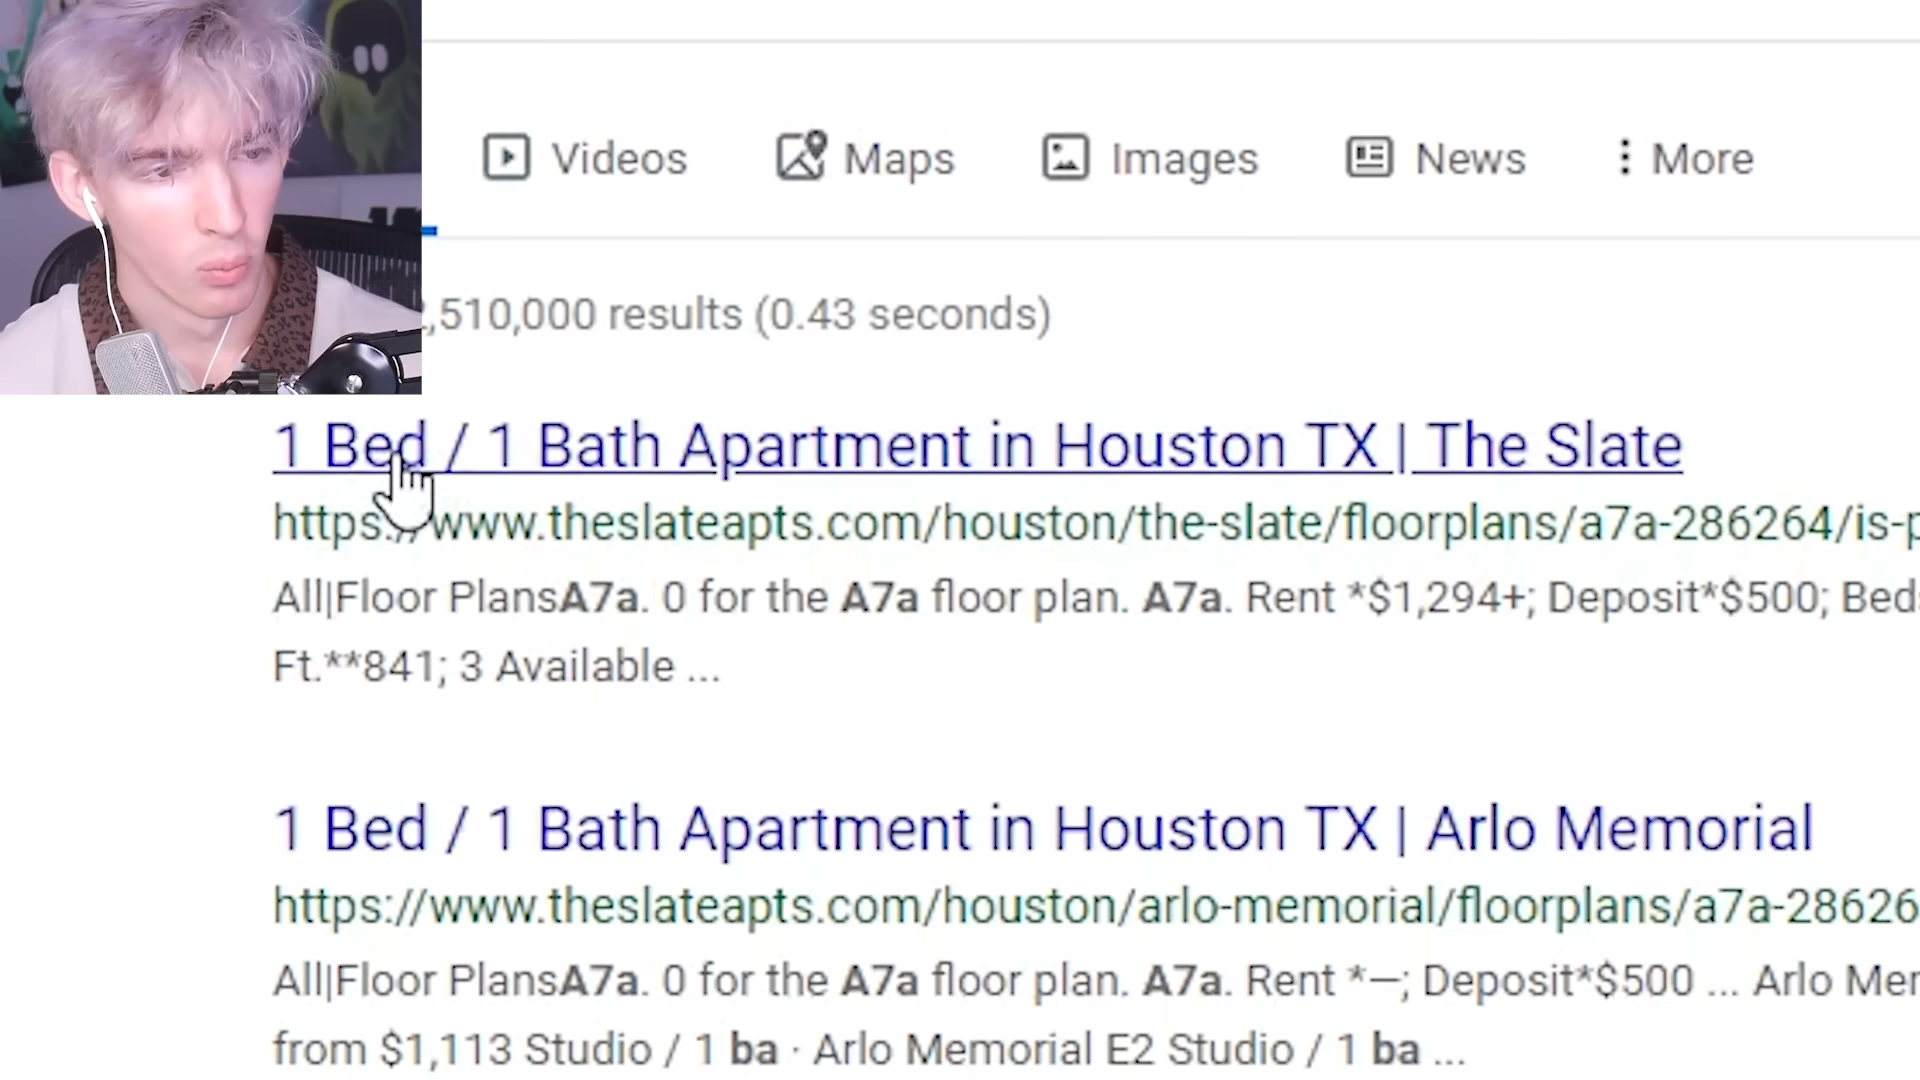 Videos Maps Images News More
,510,000 results (0.43 seconds)
1 Bed / 1 Bath Apartment in Houston TX | The Slate
https://www.theslateapts.com/houston/the-slate/floorplans/a7a-286264/is-p
All|Floor PlansA7a. 0 for the A7a floor plan. A7a. Rent *$1,294+; Deposit*$500; Beds
Ft.**841; 3 Available ...
1 Bed / 1 Bath Apartment in Houston TX | Arlo Memorial
https://www.theslateapts.com/houston/arlo-memorial/floorplans/a7a-28626
All|Floor PlansA7a. 0 for the A7a floor plan. A7a. Rent *—; Deposit*$500 ... Arlo Mer
from $1,113 Studio / 1 ba · Arlo Memorial E2 Studio / 1 ba ...